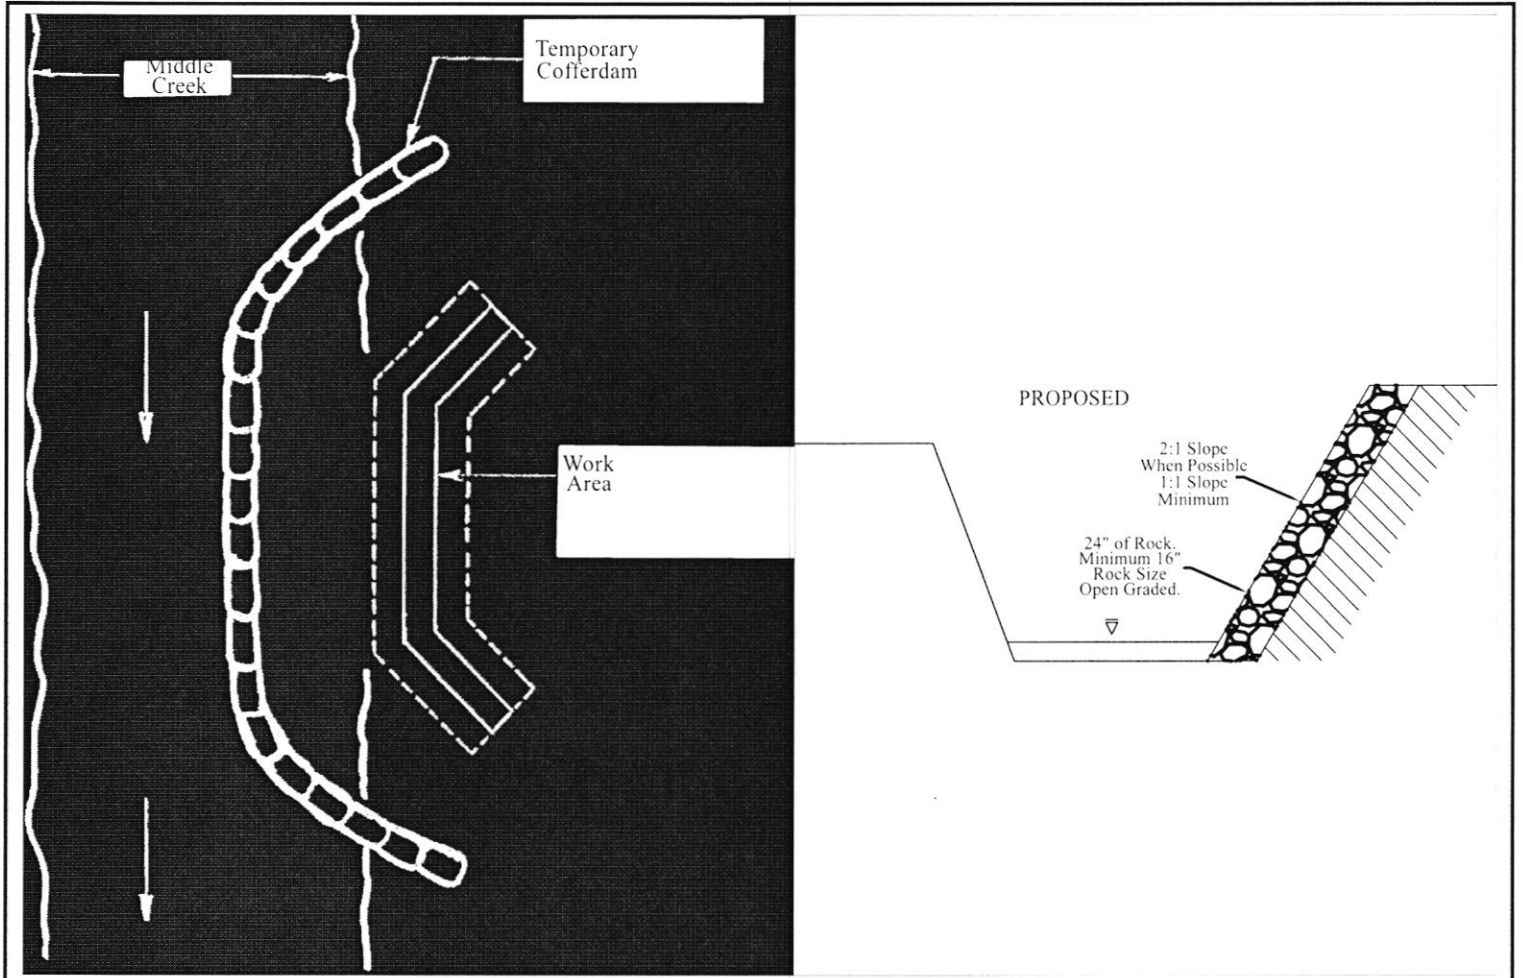 Middle
Creek
Temporary
Cofferdam
Work
Area
PROPOSED
2:1 Slope
When Possible
1:1 Slope
Minimum
24" of Rock.
Minimum 16"
Rock Size
Open Graded.